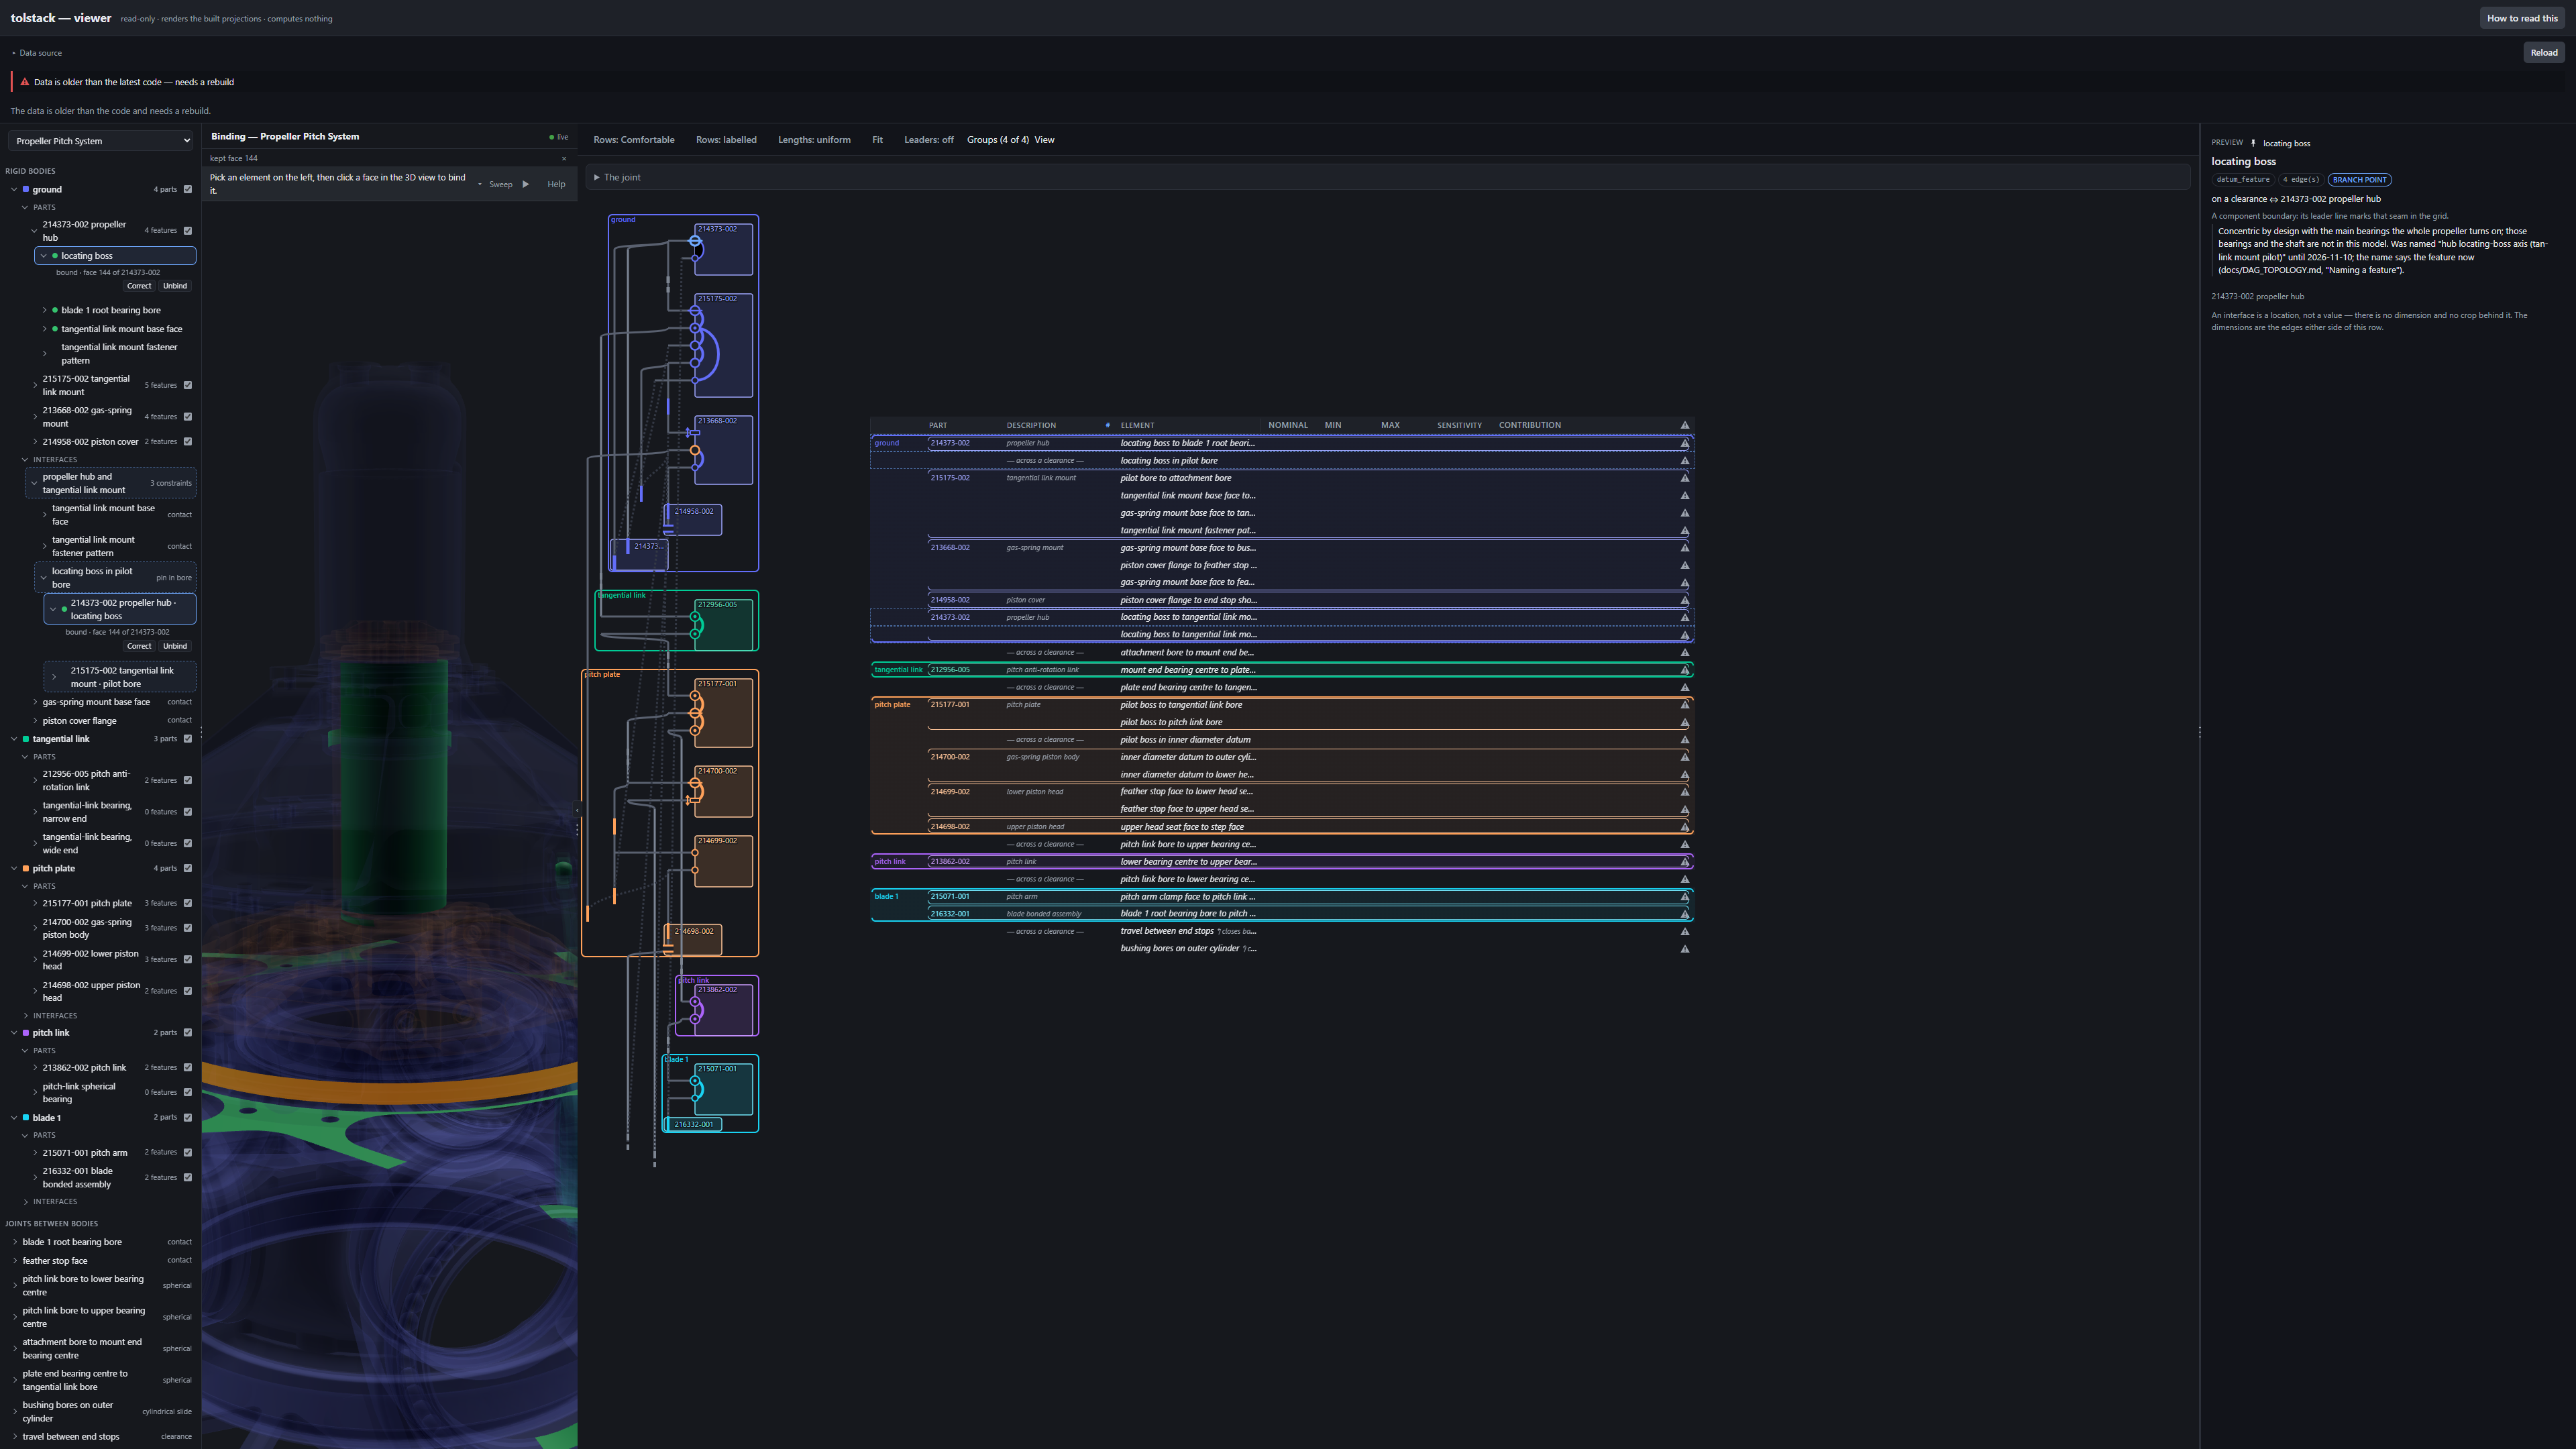 tolstack — viewer
read-only · renders the built projections · computes nothing
How to read this
Data source
Reload
Data is older than the latest code — needs a rebuild
The data is older than the code and needs a rebuild.
Propeller Pitch System
RIGID BODIES
ground
4 parts
PARTS
214373-002 propeller
hub
4 features
locating boss
bound · face 144 of 214373-002
Correct
Unbind
blade 1 root bearing bore
tangential link mount base face
tangential link mount fastener
pattern
215175-002 tangential
link mount
5 features
213668-002 gas-spring
mount
4 features
214958-002 piston cover
2 features
INTERFACES
propeller hub and
tangential link mount
3 constraints
tangential link mount base
face
contact
tangential link mount
fastener pattern
contact
locating boss in pilot
bore
pin in bore
214373-002 propeller hub ·
locating boss
bound · face 144 of 214373-002
Correct
Unbind
215175-002 tangential link
mount · pilot bore
gas-spring mount base face
contact
piston cover flange
contact
tangential link
3 parts
PARTS
212956-005 pitch anti-
rotation link
2 features
tangential-link bearing,
narrow end
0 features
tangential-link bearing,
wide end
0 features
pitch plate
4 parts
PARTS
215177-001 pitch plate
3 features
214700-002 gas-spring
piston body
3 features
214699-002 lower piston
head
3 features
214698-002 upper piston
head
2 features
INTERFACES
pitch link
2 parts
PARTS
213862-002 pitch link
2 features
pitch-link spherical
bearing
0 features
blade 1
2 parts
PARTS
215071-001 pitch arm
2 features
216332-001 blade
bonded assembly
2 features
INTERFACES
JOINTS BETWEEN BODIES
blade 1 root bearing bore
contact
feather stop face
contact
pitch link bore to lower bearing
centre
spherical
pitch link bore to upper bearing
centre
spherical
attachment bore to mount end
bearing centre
spherical
plate end bearing centre to
tangential link bore
spherical
bushing bores on outer
cylinder
cylindrical slide
travel between end stops
clearance
Binding — Propeller Pitch System
live
kept face 144
×
Pick an element on the left, then click a face in the 3D view to bind
it.
Sweep
Help
Rows: Comfortable
Rows: labelled
Lengths: uniform
Fit
Leaders: off
Groups (4 of 4)
View
The joint
ground
214373-002
215175-002
213668-002
214958-002
214373...
tangential link
212956-005
pitch plate
215177-001
214700-002
214699-002
214698-002
pitch link
213862-002
blade 1
215071-001
216332-001
PART DESCRIPTION # ELEMENT NOMINAL MIN MAX SENSITIVITY CONTRIBUTION
ground 214373-002 propeller hub locating boss to blade 1 root beari...
— across a clearance — locating boss in pilot bore
215175-002 tangential link mount pilot bore to attachment bore
tangential link mount base face to...
gas-spring mount base face to tan...
tangential link mount fastener pat...
213668-002 gas-spring mount gas-spring mount base face to bus...
piston cover flange to feather stop ...
gas-spring mount base face to fea...
214958-002 piston cover piston cover flange to end stop sho...
214373-002 propeller hub locating boss to tangential link mo...
locating boss to tangential link mo...
— across a clearance — attachment bore to mount end be...
tangential link 212956-005 pitch anti-rotation link mount end bearing centre to plate...
— across a clearance — plate end bearing centre to tangen...
pitch plate 215177-001 pitch plate pilot boss to tangential link bore
pilot boss to pitch link bore
— across a clearance — pilot boss in inner diameter datum
214700-002 gas-spring piston body inner diameter datum to outer cyli...
inner diameter datum to lower he...
214699-002 lower piston head feather stop face to lower head se...
feather stop face to upper head se...
214698-002 upper piston head upper head seat face to step face
— across a clearance — pitch link bore to upper bearing ce...
pitch link 213862-002 pitch link lower bearing centre to upper bear...
— across a clearance — pitch link bore to lower bearing ce...
blade 1 215071-001 pitch arm pitch arm clamp face to pitch link ...
216332-001 blade bonded assembly blade 1 root bearing bore to pitch ...
— across a clearance — travel between end stops closes ba...
bushing bores on outer cylinder c...
PREVIEW locating boss
locating boss
datum_feature
4 edge(s)
BRANCH POINT
on a clearance ⇔ 214373-002 propeller hub
A component boundary: its leader line marks that seam in the grid.
Concentric by design with the main bearings the whole propeller turns on; those
bearings and the shaft are not in this model. Was named "hub locating-boss axis (tan-
link mount pilot)" until 2026-11-10; the name says the feature now
(docs/DAG_TOPOLOGY.md, "Naming a feature").
214373-002 propeller hub
An interface is a location, not a value — there is no dimension and no crop behind it. The
dimensions are the edges either side of this row.